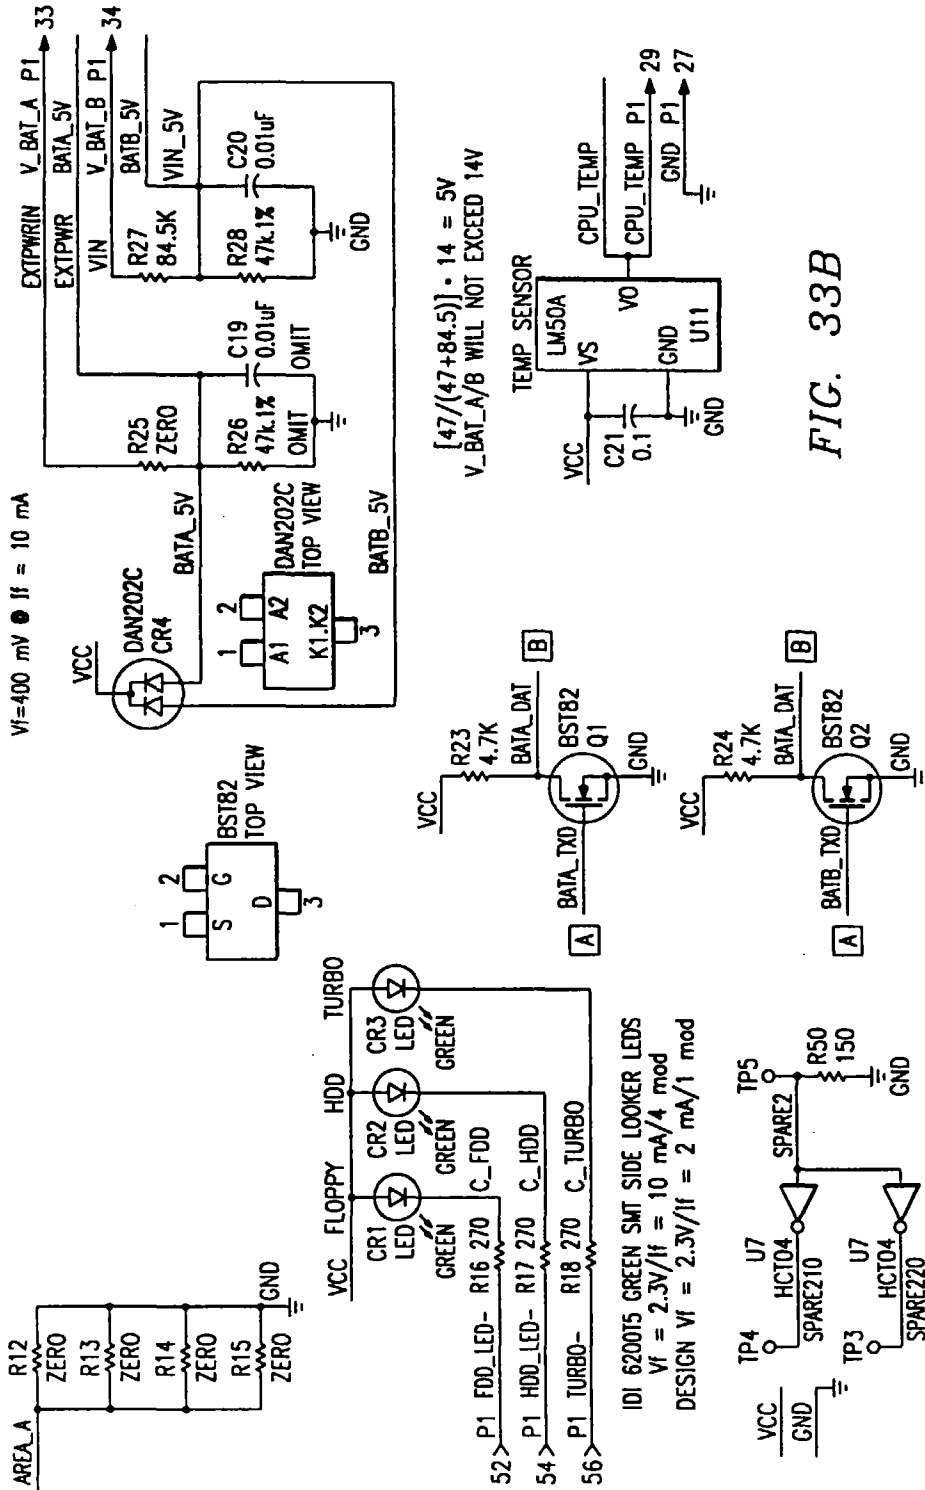 AREA_A
R12
ZERO
R13
ZERO
R14
ZERO
R15
ZERO
GND
BST82
TOP VIEW
1
2
S
G
D
3
Vf=400 mV @ If = 10 mA
VCC
DAN202C
CR4
BATA_5V
1
2
A1
A2
K1.K2
3
DAN202C
TOP VIEW
BATB_5V
R25
ZERO
R26
47k.1%
OMIT
C19
0.01uF
OMIT
R27
84.5K
R28
47k.1%
C20
0.01uF
GND
EXTPWRIN
V_BAT_A
P1
33
EXTPWR
BATA_5V
VIN
V_BAT_B
P1
34
BATB_5V
VIN_5V
VCC
FLOPPY
HDD
TURBO
CR1
LED
GREEN
CR2
LED
GREEN
CR3
LED
GREEN
52
P1
FDD_LED-
R16 270
C_FDD
54
P1
HDD_LED-
R17 270
C_HDD
56
P1
TURBO-
R18 270
C_TURBO
IDI 6200T5 GREEN SMT SIDE LOOKER LEDS
Vf = 2.3V/If = 10 mA/4 mod
DESIGN Vf = 2.3V/If = 2 mA/1 mod
VCC
R23
4.7K
BATA_DAT
B
BST82
Q1
BATA_TXD
A
GND
VCC
R24
4.7K
BATA_DAT
B
BST82
Q2
BATB_TXD
A
GND
[47/(47+84.5)]• 14 = 5V
V_BAT_A/B WILL NOT EXCEED 14V
TEMP SENSOR
LM50A
VS
VO
GND
U11
VCC
C21
0.1
GND
CPU_TEMP
CPU_TEMP
P1
29
GND
P1
27
VCC
GND
TP4
U7
HCT04
SPARE210
TP3
U7
HCT04
SPARE220
SPARE2
TP5
R50
150
GND
FIG. 33B